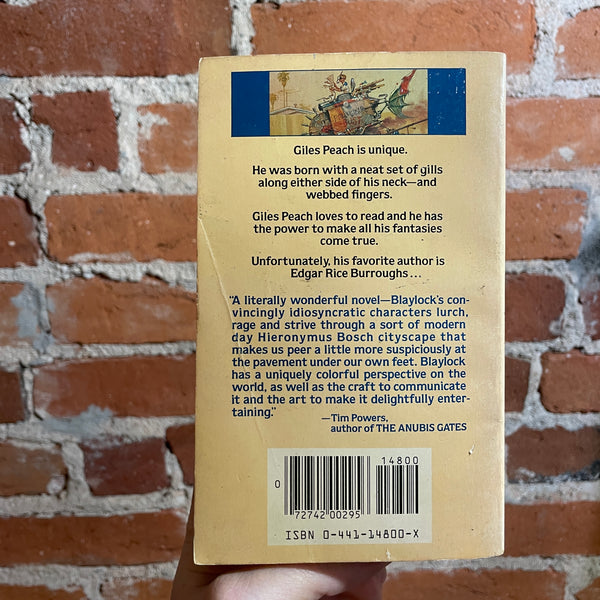 Giles Peach is unique.
He was born with a neat set of gills
along either side of his neck—and
webbed fingers.
Giles Peach loves to read and he has
the power to make all his fantasies
come true.
Unfortunately, his favorite author is
Edgar Rice Burroughs...
"A literally wonderful novel—Blaylock's con-
vincingly idiosyncratic characters lurch,
rage and strive through a sort of modern
day Hieronymus Bosch cityscape that
makes us peer a little more suspiciously at
the pavement under our own feet. Blaylock
has a uniquely colorful perspective on the
world, as well as the craft to communicate
it and the art to make it delightfully enter-
taining."
—Tim Powers,
author of THE ANUBIS GATES
14800
0
72742 00295
ISBN 0-441-14800-X